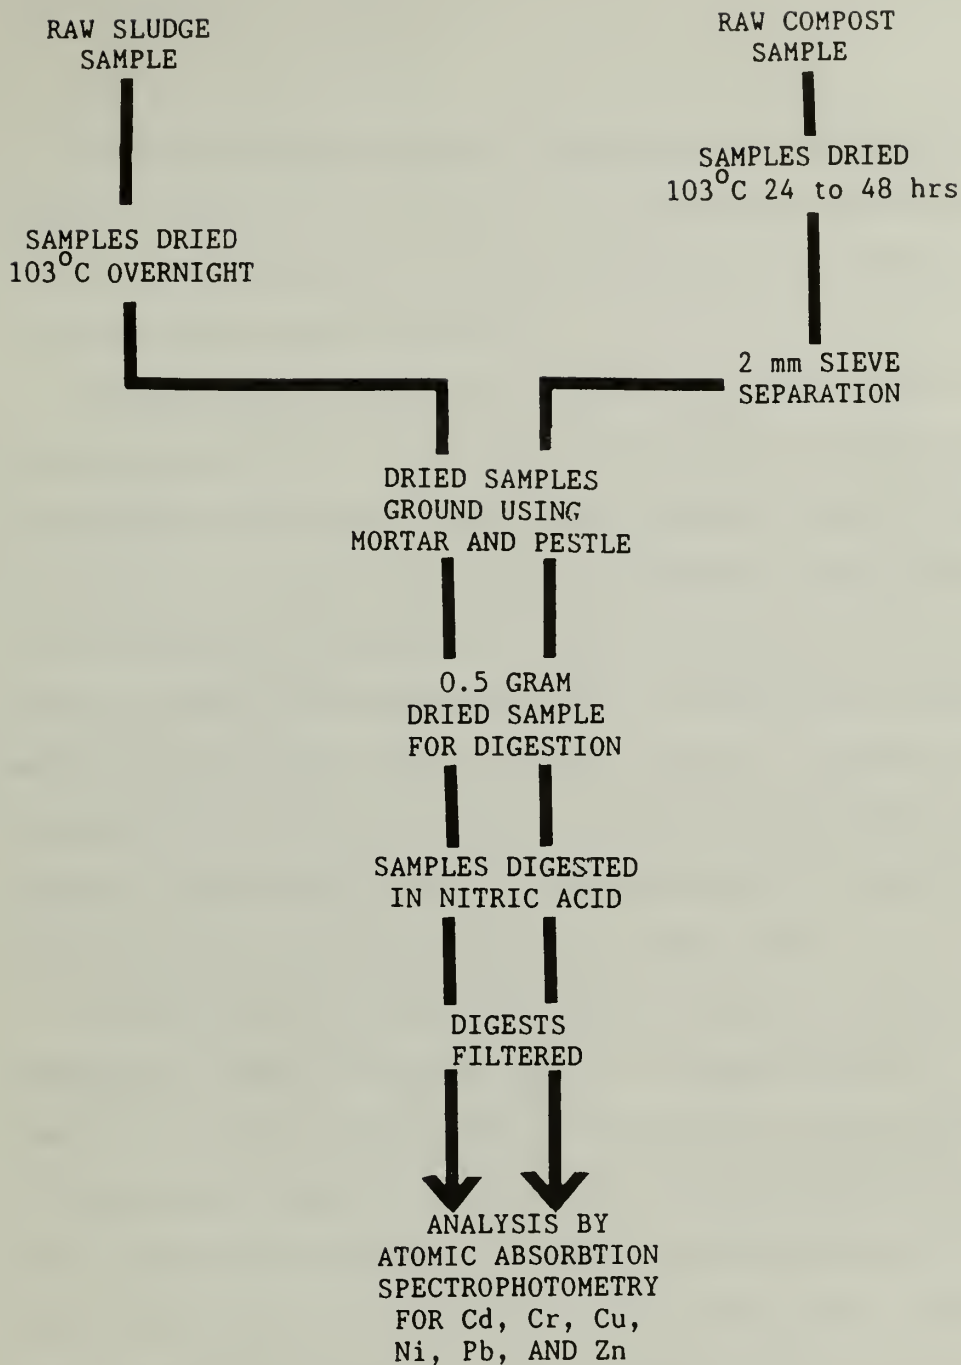 RAW SLUDGE
SAMPLE
RAW COMPOST
SAMPLE
SAMPLES DRIED
103°C 24 to 48 hrs
SAMPLES DRIED
103°C OVERNIGHT
2 mm SIEVE
SEPARATION
DRIED SAMPLES
GROUND USING
MORTAR AND PESTLE
0.5 GRAM
DRIED SAMPLE
FOR DIGESTION
SAMPLES DIGESTED
IN NITRIC ACID
DIGESTS
FILTERED
ANALYSIS BY
ATOMIC ABSORBTION
SPECTROPHOTOMETRY
FOR Cd, Cr, Cu,
Ni, Pb, AND Zn